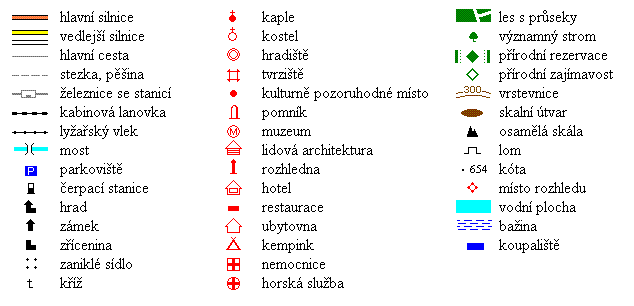 hlavní silnice
vedlejší silnice
hlavní cesta
stezka, pěšina
železnice se stanicí
kabinová lanovka
lyžařský vlek
most
P parkoviště
čerpací stanice
hrad
zámek
zřícenina
zaniklé sídlo
t kříž
kaple
kostel
hradiště
tvrziště
kulturně pozoruhodné místo
pomník
M muzeum
lidová architektura
rozhledna
hotel
restaurace
ubytovna
kempink
nemocnice
horská služba
les s průseky
významný strom
přírodní rezervace
přírodní zajímavost
300 vrstevnice
skalní útvar
osamělá skála
lom
· 654 kóta
místo rozhledu
vodní plocha
bažina
koupaliště